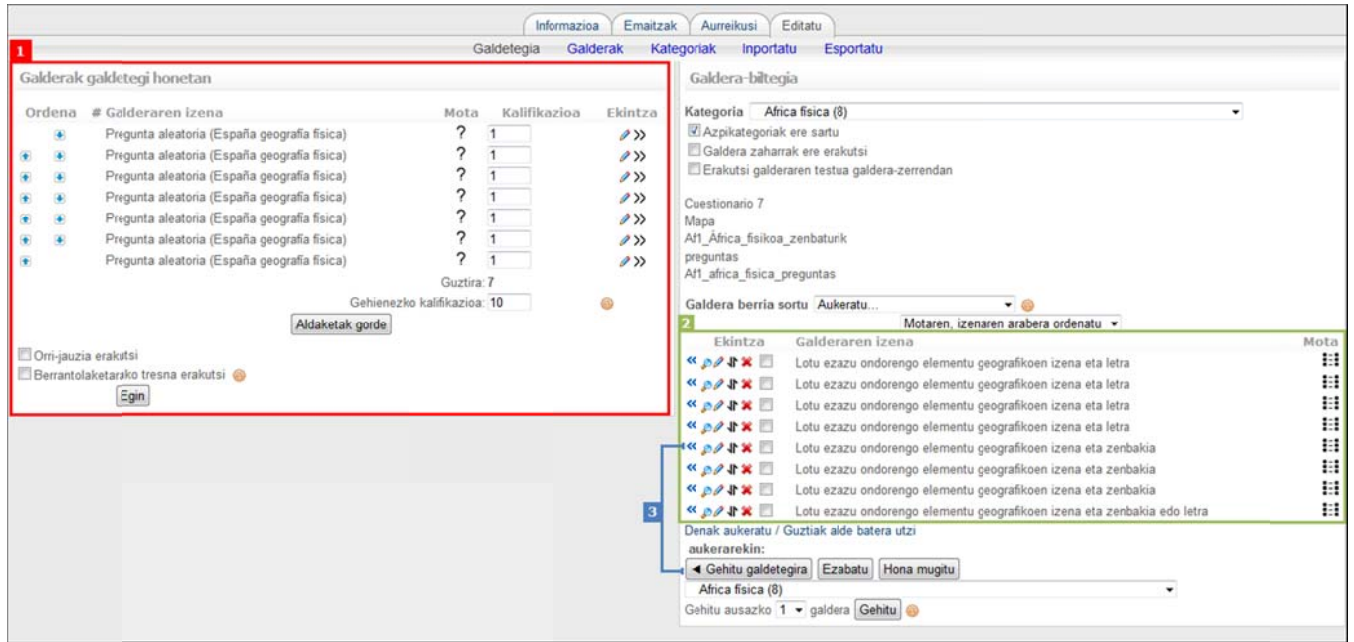 Informazioa Emaitzak Aurreikusi Editatu
Galdetegia Galderak Kategoriak Inportatu Esportatu
1
Galderak galdetegi honetan
Ordena # Galderaren izena Mota Kalifikazioa Ekintza
Pregunta aleatoria (España geografía física) ? 1
Pregunta aleatoria (España geografía física) ? 1
Pregunta aleatoria (España geografía física) ? 1
Pregunta aleatoria (España geografía física) ? 1
Pregunta aleatoria (España geografía física) ? 1
Pregunta aleatoria (España geografía física) ? 1
Pregunta aleatoria (España geografía física) ? 1
Guztira: 7
Gehienezko kalifikazioa: 10
Aldaketak gorde
Orri-jauzia erakutsi
Berrantolaketarako tresna erakutsi
Egin
Galdera-biltegia
Kategoria Africa física (8)
Azpikategoriak ere sartu
Galdera zaharrak ere erakutsi
Erakutsi galderaren testua galdera-zerrendan
Cuestionario 7
Mapa
Af1_África_fisikoa_zenbaturik
preguntas
Af1_africa_fisica_preguntas
Galdera berria sortu Aukeratu...
2
Motaren, izenaren arabera ordenatu
Ekintza Galderaren izena Mota
Lotu ezazu ondorengo elementu geografikoen izena eta letra
Lotu ezazu ondorengo elementu geografikoen izena eta letra
Lotu ezazu ondorengo elementu geografikoen izena eta letra
Lotu ezazu ondorengo elementu geografikoen izena eta letra
Lotu ezazu ondorengo elementu geografikoen izena eta zenbakia
Lotu ezazu ondorengo elementu geografikoen izena eta zenbakia
Lotu ezazu ondorengo elementu geografikoen izena eta zenbakia
Lotu ezazu ondorengo elementu geografikoen izena eta zenbakia edo letra
3
Denak aukeratu / Guztiak alde batera utzi
aukerarekin:
Gehitu galdetegira Ezabatu Hona mugitu
Africa física (8)
Gehitu ausazko 1 galdera Gehitu